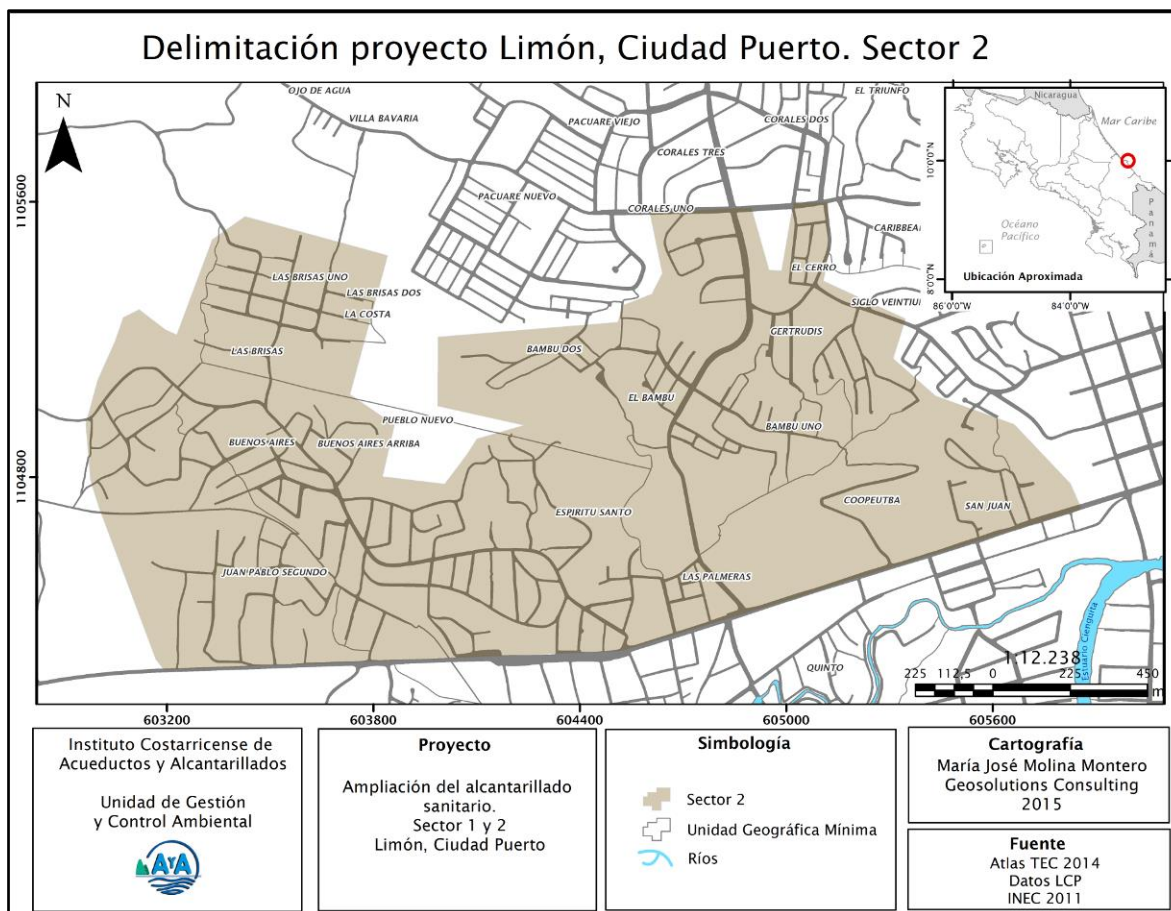 Delimitación proyecto Limón, Ciudad Puerto. Sector 2
N
OJO DE AGUA
VILLA BAVARIA
PACUARE VIEJO
CORALES DOS
EL TRIUNFO
CORALES TRES
PACUARE NUEVO
CORALES UNO
CARIBBEA
EL CERRO
LAS BRISAS UNO
LAS BRISAS DOS
LA COSTA
SIGLO VEINTIU
GERTRUDIS
LAS BRISAS
BAMBU DOS
EL BAMBU
PUEBLO NUEVO
BAMBU UNO
BUENOS AIRES
BUENOS AIRES ARRIBA
ESPIRITU SANTO
COOPEUTBA
SAN JUAN
JUAN PABLO SEGUNDO
LAS PALMERAS
QUINTO
Estuario Cienguita
1:12.238
225 112,5 0 225 450
m
1105600
1104800
603200 603800 604400 605000 605600
Nicaragua
Mar Caribe
Océano
Pacífico
Panamá
Ubicación Aproximada
10°0'0"N
8°0'0"N
86°0'0"W 84°0'0"W
Instituto Costarricense de
Acueductos y Alcantarillados
Unidad de Gestión
y Control Ambiental
AyA
Proyecto
Ampliación del alcantarillado
sanitario.
Sector 1 y 2
Limón, Ciudad Puerto
Simbología
Sector 2
Unidad Geográfica Mínima
Ríos
Cartografía
María José Molina Montero
Geosolutions Consulting
2015
Fuente
Atlas TEC 2014
Datos LCP
INEC 2011